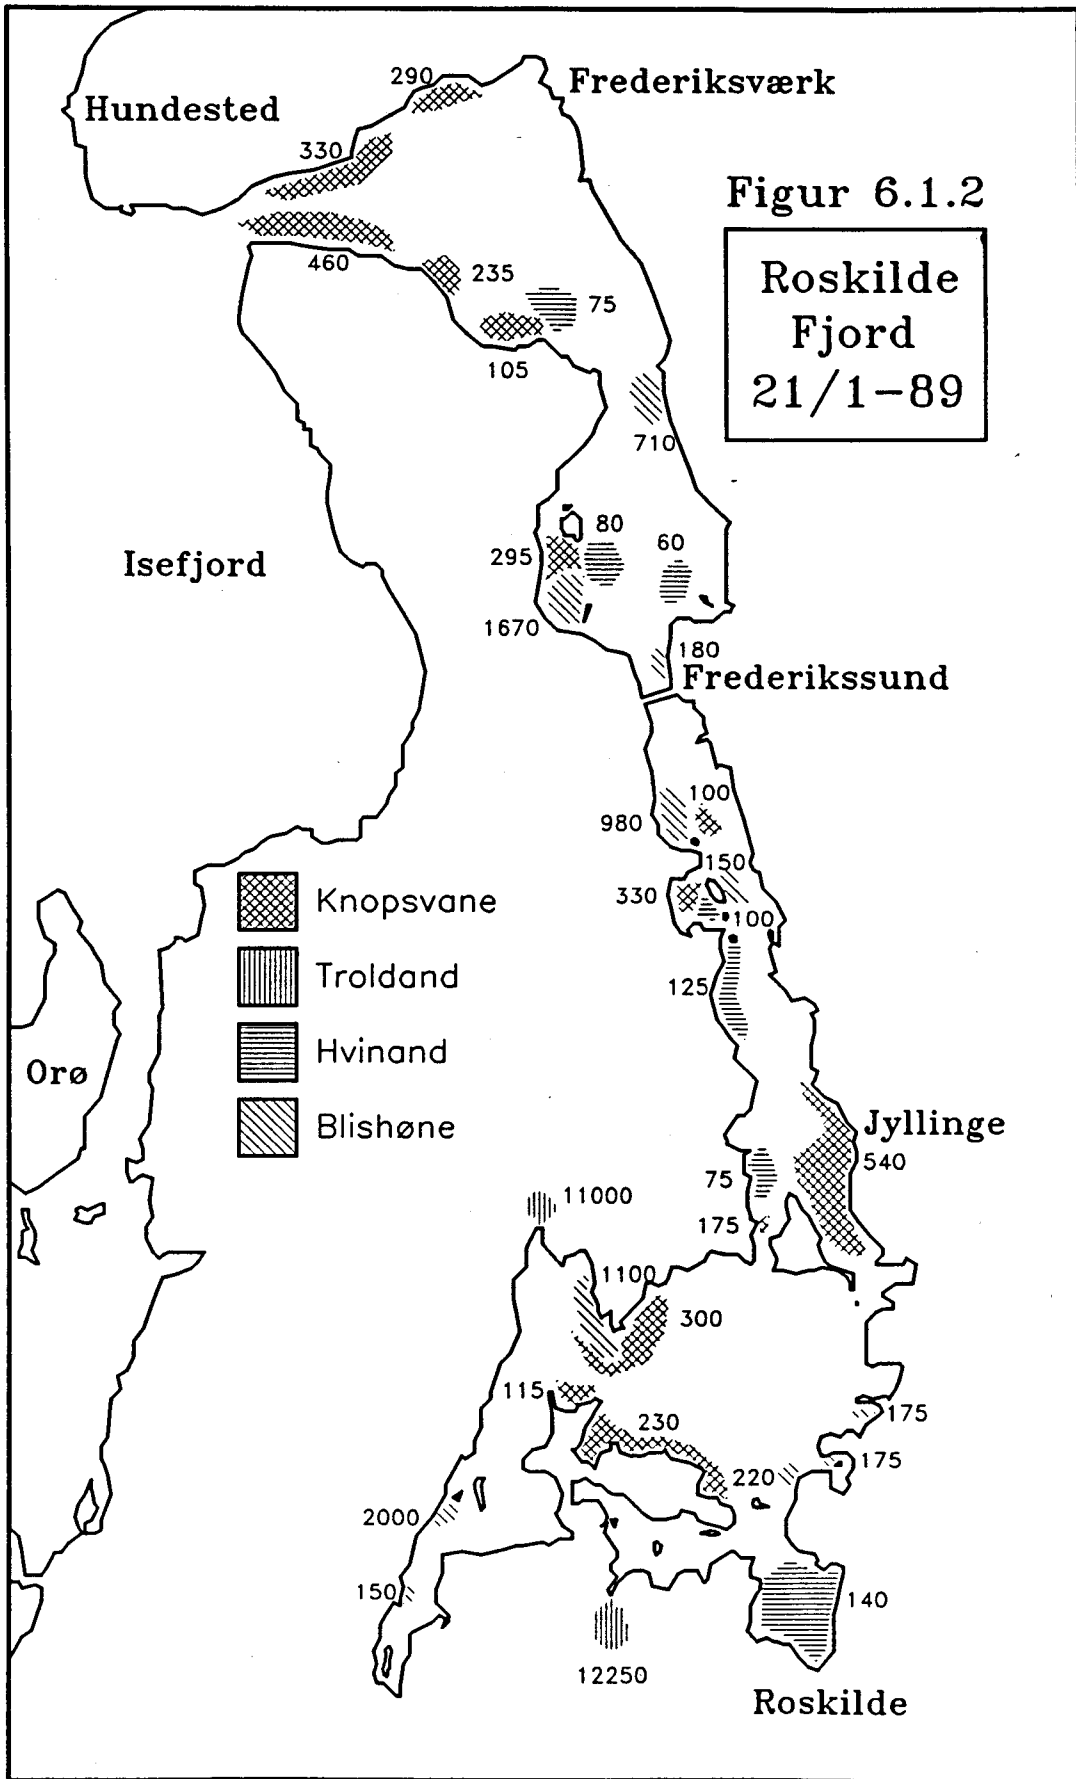 290
Frederiksværk
Hundested
330
Figur 6.1.2
Roskilde
Fjord
21/1-89
460
235
75
105
710
80
60
295
Isefjord
1670
180
Frederikssund
100
980
150
330
100
Knopsvane
Troldand
125
Hvinand
Orø
Blishøne
Jyllinge
540
75
11000
175
1100
300
115
230
175
220
175
2000
150
140
12250
Roskilde